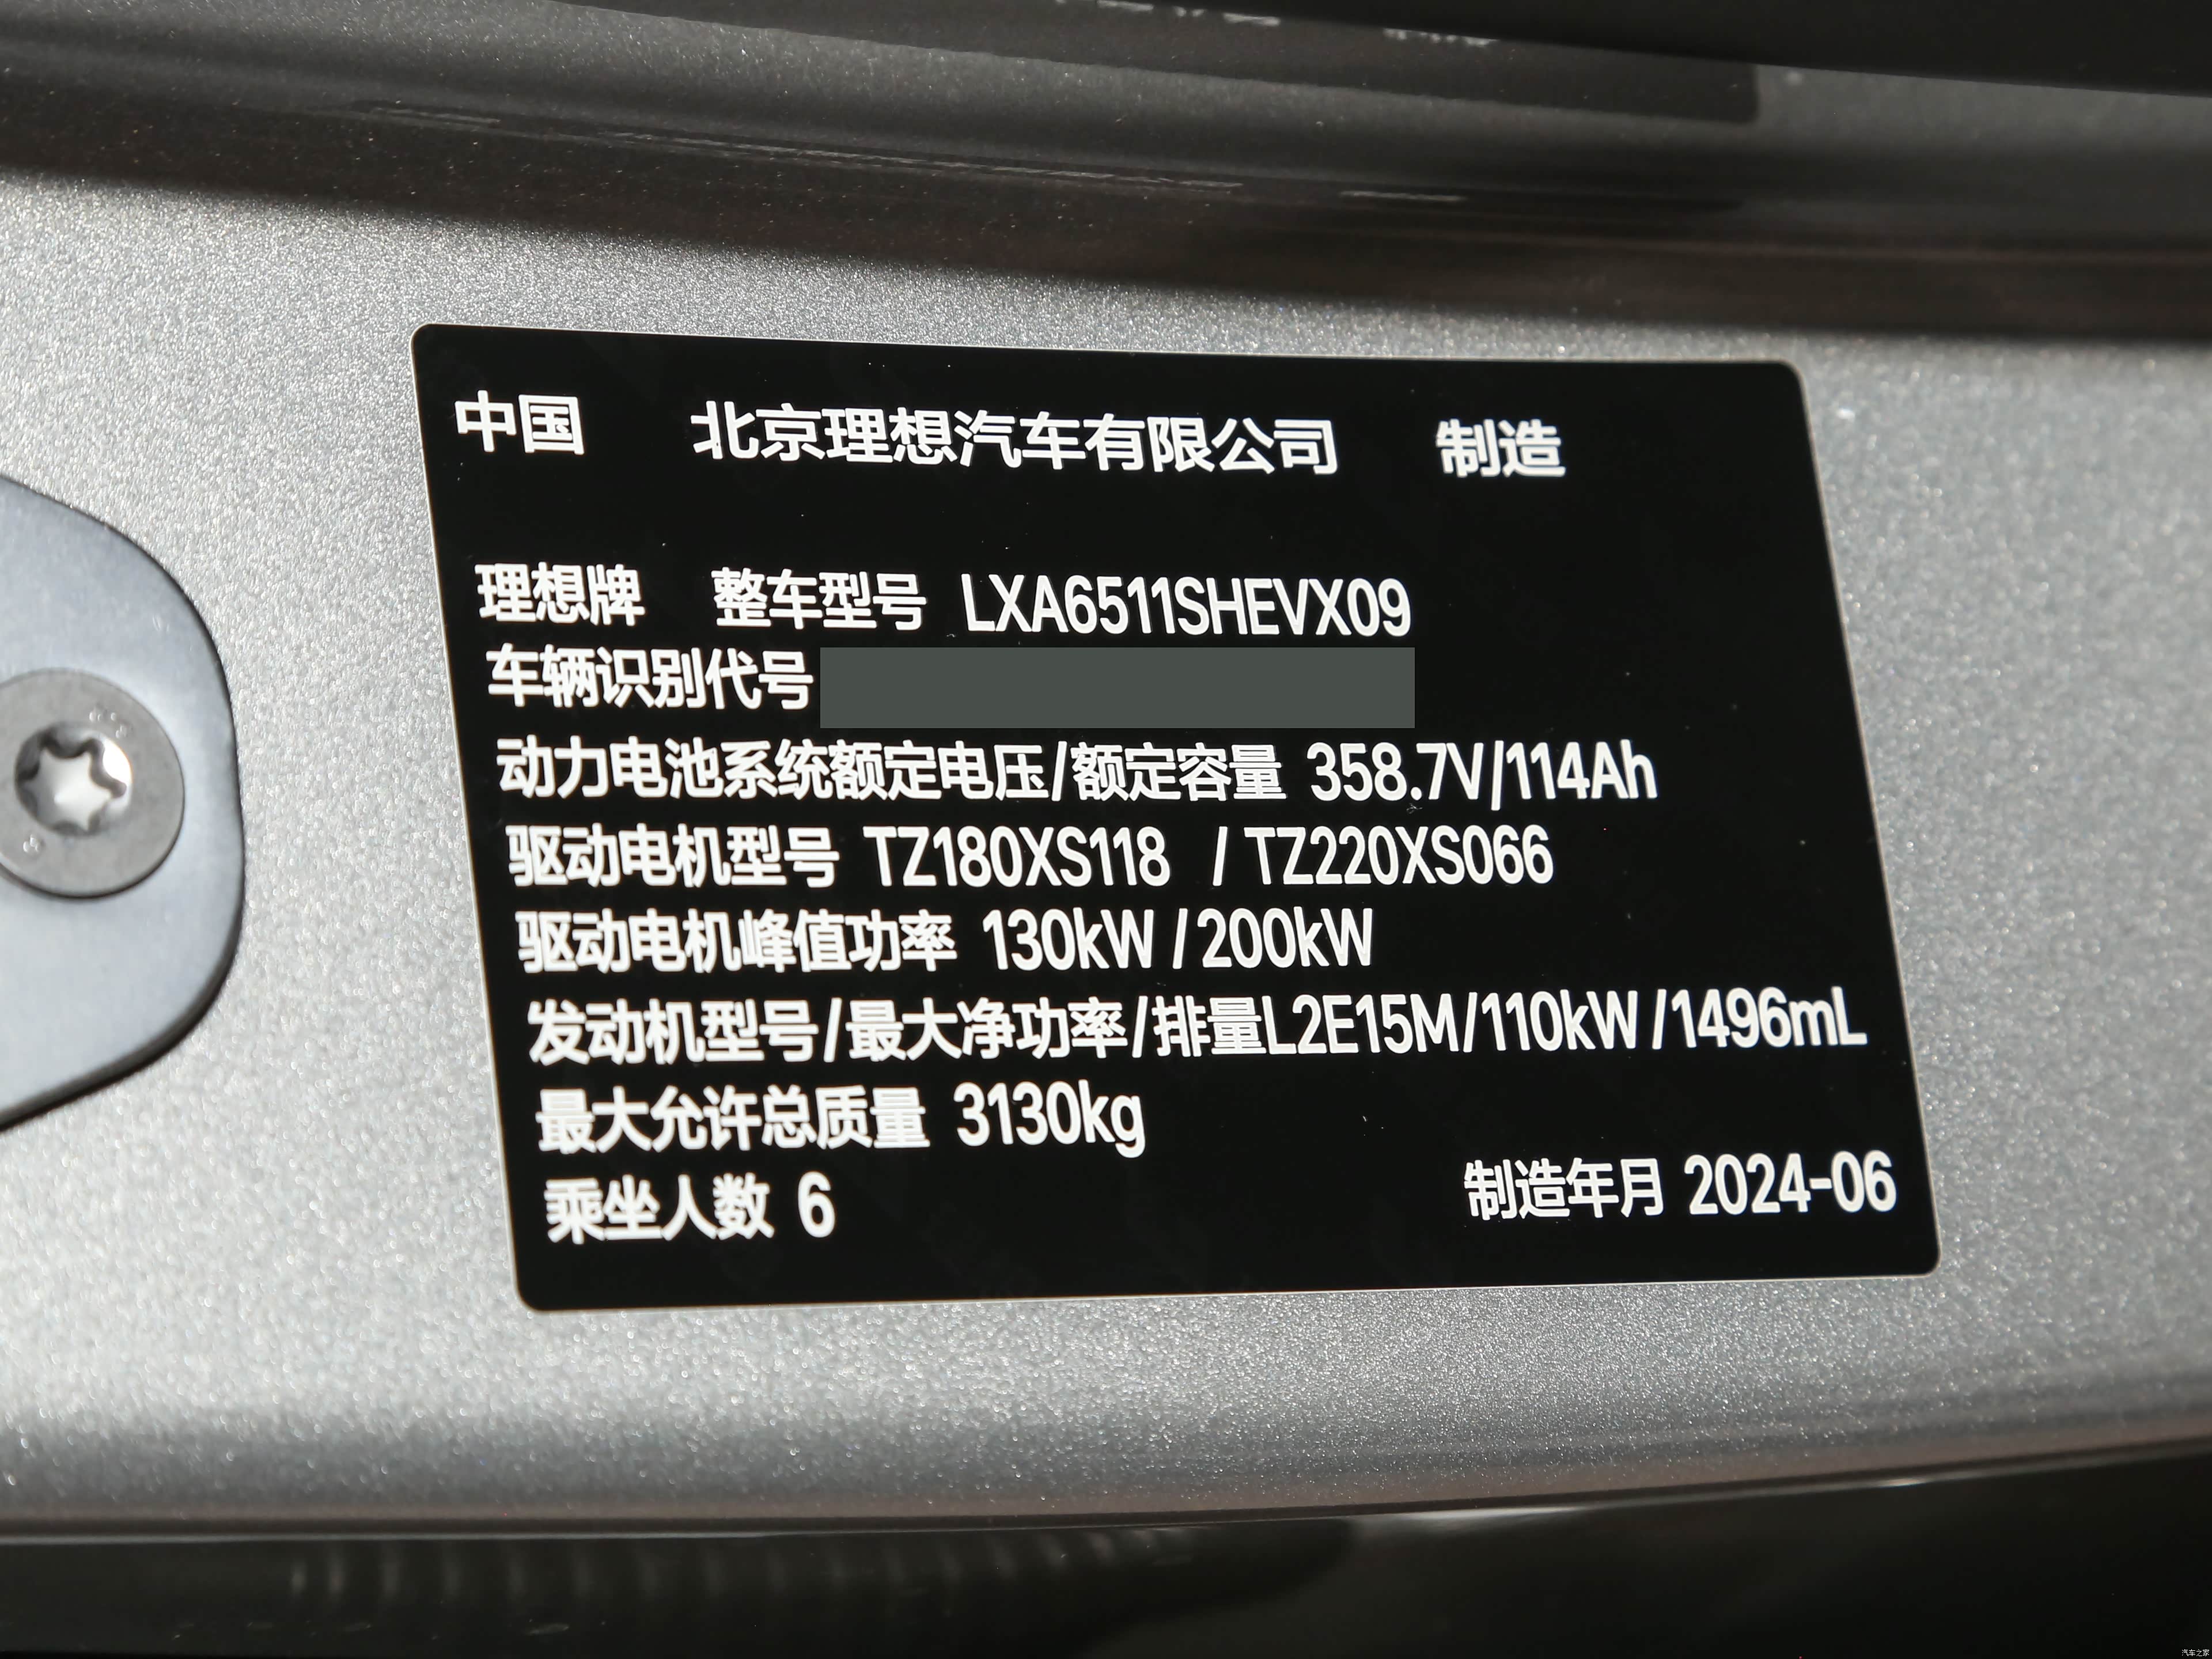 中国 北京理想汽车有限公司 制造
理想牌 整车型号 LXA6511SHEVX09
车辆识别代号
动力电池系统额定电压/额定容量 358.7V/114Ah
驱动电机型号 TZ180XS118 / TZ220XS066
驱动电机峰值功率 130kW / 200kW
发动机型号/最大净功率/排量L2E15M/110kW /1496mL
最大允许总质量 3130kg
乘坐人数 6 制造年月 2024-06
汽车之家